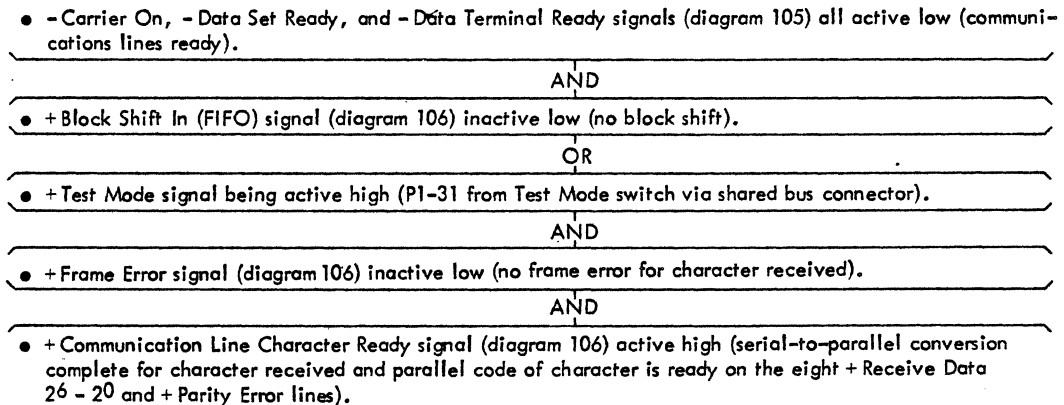 ● -Carrier On, -Data Set Ready, and -Data Terminal Ready signals (diagram 105) all active low (communi-
cations lines ready).
AND
● +Block Shift In (FIFO) signal (diagram 106) inactive low (no block shift).
OR
● +Test Mode signal being active high (P1-31 from Test Mode switch via shared bus connector).
AND
● +Frame Error signal (diagram 106) inactive low (no frame error for character received).
AND
● +Communication Line Character Ready signal (diagram 106) active high (serial-to-parallel conversion
complete for character received and parallel code of character is ready on the eight +Receive Data
2⁶ - 2⁰ and +Parity Error lines).